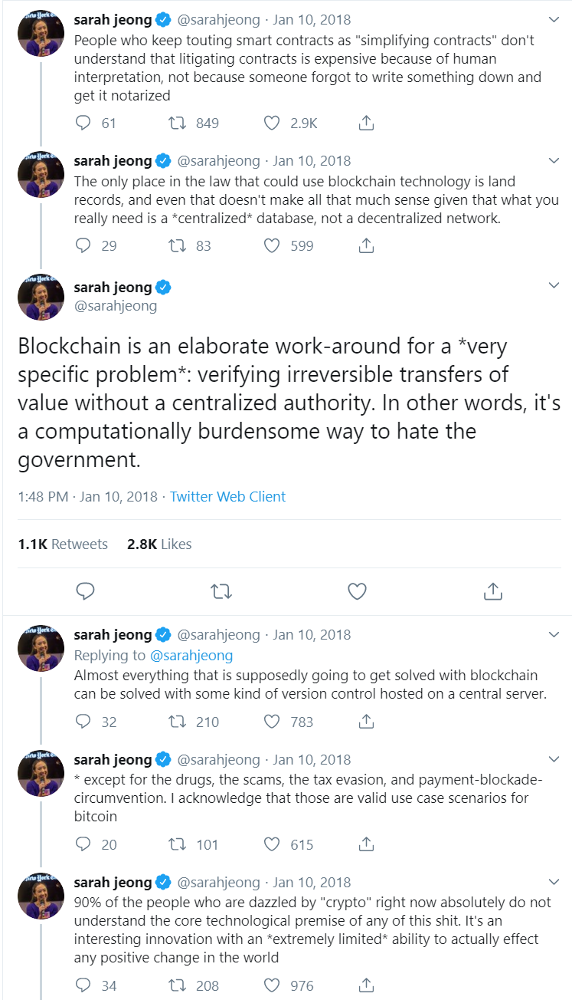 sarah jeong @sarahjeong · Jan 10, 2018
People who keep touting smart contracts as "simplifying contracts" don't
understand that litigating contracts is expensive because of human
interpretation, not because someone forgot to write something down and
get it notarized
61 849 2.9K
sarah jeong @sarahjeong · Jan 10, 2018
The only place in the law that could use blockchain technology is land
records, and even that doesn't make all that much sense given that what you
really need is a *centralized* database, not a decentralized network.
29 83 599
sarah jeong
@sarahjeong
Blockchain is an elaborate work-around for a *very
specific problem*: verifying irreversible transfers of
value without a centralized authority. In other words, it's
a computationally burdensome way to hate the
government.
1:48 PM · Jan 10, 2018 · Twitter Web Client
1.1K Retweets 2.8K Likes
sarah jeong @sarahjeong · Jan 10, 2018
Replying to @sarahjeong
Almost everything that is supposedly going to get solved with blockchain
can be solved with some kind of version control hosted on a central server.
32 210 783
sarah jeong @sarahjeong · Jan 10, 2018
* except for the drugs, the scams, the tax evasion, and payment-blockade-
circumvention. I acknowledge that those are valid use case scenarios for
bitcoin
20 101 615
sarah jeong @sarahjeong · Jan 10, 2018
90% of the people who are dazzled by "crypto" right now absolutely do not
understand the core technological premise of any of this shit. It's an
interesting innovation with an *extremely limited* ability to actually effect
any positive change in the world
34 208 976